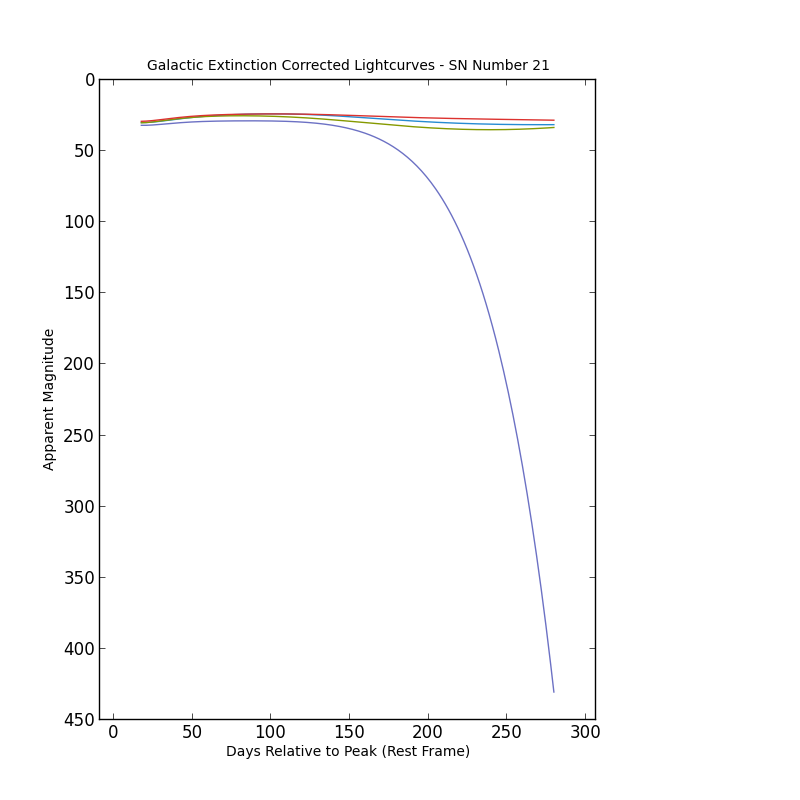 Galactic Extinction Corrected Lightcurves - SN Number 21
0
50
100
150
200
250
300
350
400
450
Apparent Magnitude
0 50 100 150 200 250 300
Days Relative to Peak (Rest Frame)